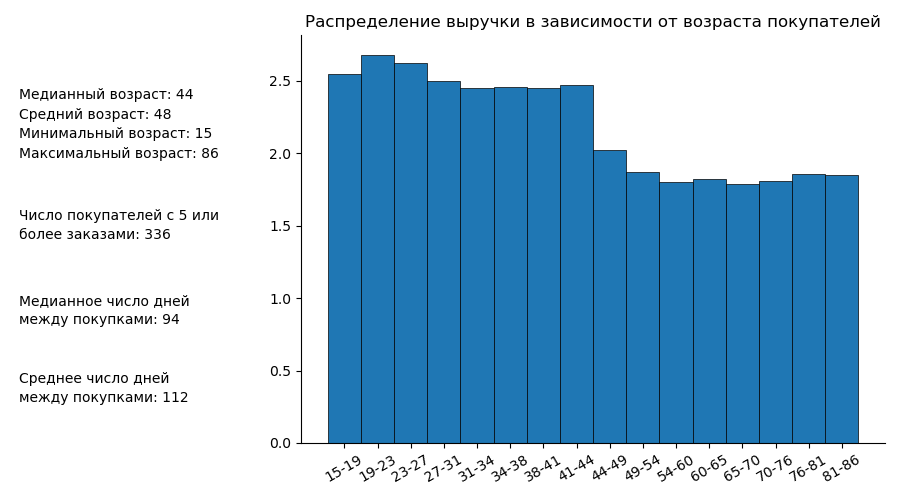 Распределение выручки в зависимости от возраста покупателей
Медианный возраст: 44
Средний возраст: 48
Минимальный возраст: 15
Максимальный возраст: 86
Число покупателей с 5 или
более заказами: 336
Медианное число дней
между покупками: 94
Среднее число дней
между покупками: 112
2.5
2.0
1.5
1.0
0.5
0.0
15-19 19-23 23-27 27-31 31-34 34-38 38-41 41-44 44-49 49-54 54-60 60-65 65-70 70-76 76-81 81-86